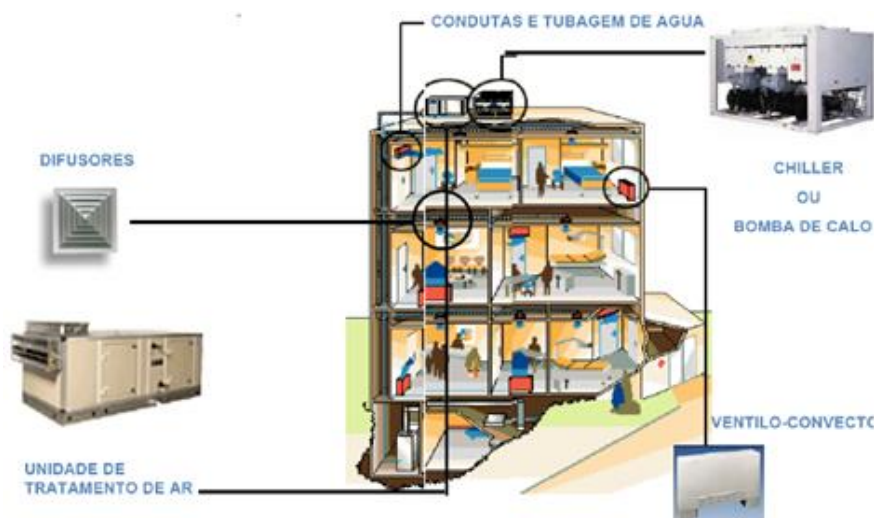 CONDUTAS E TUBAGEM DE AGUA
DIFUSORES
CHILLER
OU
BOMBA DE CALO
UNIDADE DE
TRATAMENTO DE AR
VENTILO-CONVECTO